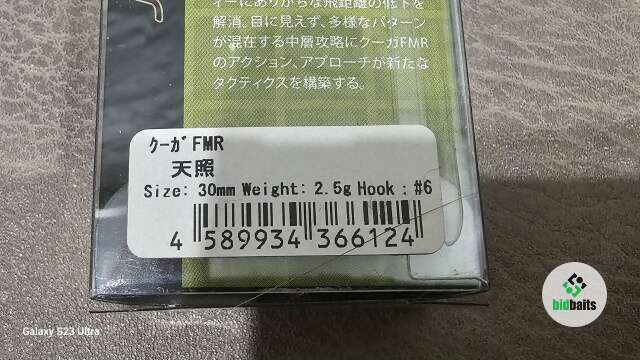 ィーにありがちな飛距離の低下を
解消。目に見えず、多様なパターン
が混在する中層攻略にクーガFMR
のアクション、アプローチが新たな
タクティクスを構築する。
ｸｰｶﾞFMR
天照
Size: 30mm Weight: 2.5g Hook : #6
4 589934 366124
bidbaits
Galaxy S23 Ultra